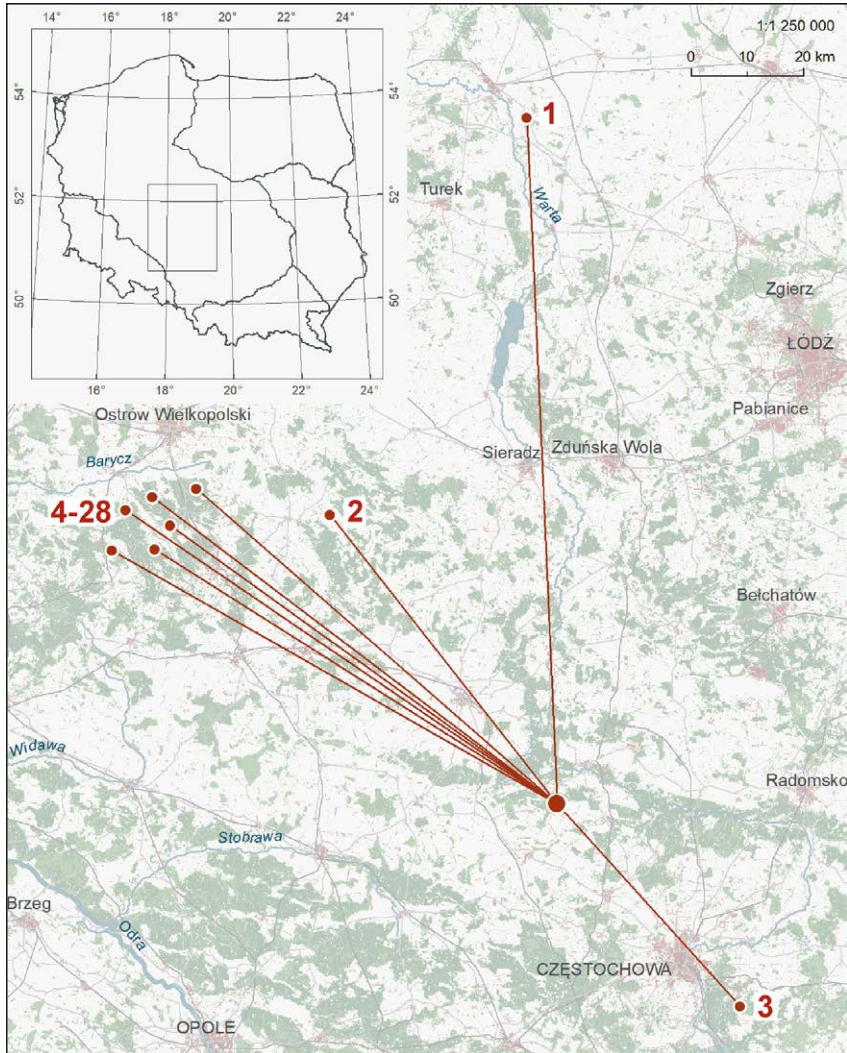 14° 16° 18° 20° 22° 24°
54° 54°
52° 52°
50° 50°
16° 18° 20° 22° 24°
1:1 250 000
0 10 20 km
1
Turek
Warta
Zgierz
ŁÓDŹ
Ostrów Wielkopolski
Pabianice
Barycz
Sieradz
Zduńska Wola
4-28
2
Bełchatów
Widawa
Radomsko
Stobrawa
Brzeg
Odra
CZĘSTOCHOWA
3
OPOLE